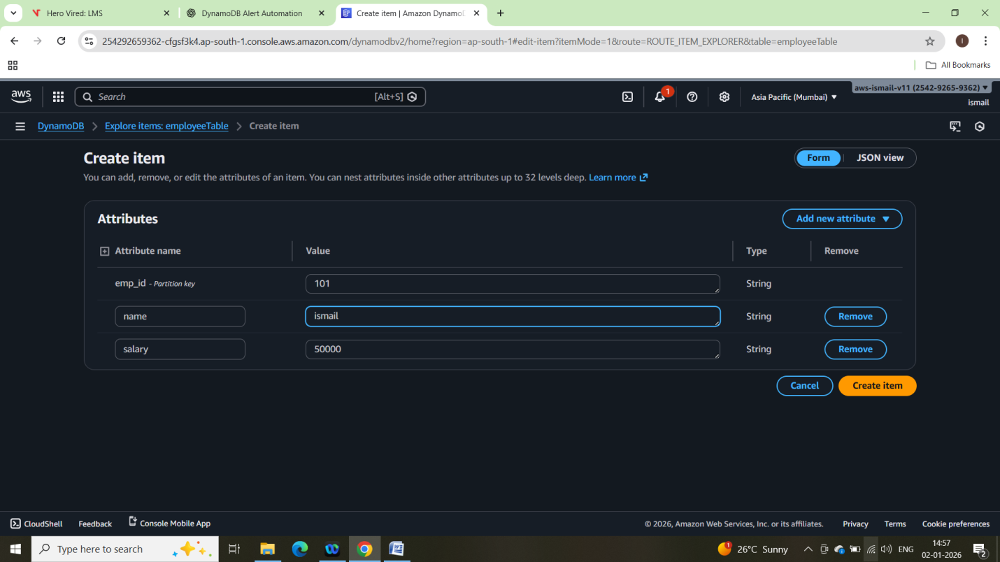 Hero Vired: LMS
DynamoDB Alert Automation
Create item | Amazon DynamoD
254292659362-cfgsf3k4.ap-south-1.console.aws.amazon.com/dynamodbv2/home?region=ap-south-1#edit-item?itemMode=1&route=ROUTE_ITEM_EXPLORER&table=employeeTable
I
All Bookmarks
aws
Search
[Alt+S]
1
Asia Pacific (Mumbai)
aws-ismail-v11 (2542-9265-9362)
ismail
DynamoDB
Explore items: employeeTable
Create item
Create item
Form
JSON view
You can add, remove, or edit the attributes of an item. You can nest attributes inside other attributes up to 32 levels deep. Learn more
Attributes
Add new attribute
Attribute name
Value
Type
Remove
emp_id - Partition key
101
String
name
ismail
String
Remove
salary
50000
String
Remove
Cancel
Create item
CloudShell
Feedback
Console Mobile App
© 2026, Amazon Web Services, Inc. or its affiliates.
Privacy
Terms
Cookie preferences
Type here to search
1
26°C Sunny
ENG
14:57
02-01-2026
2